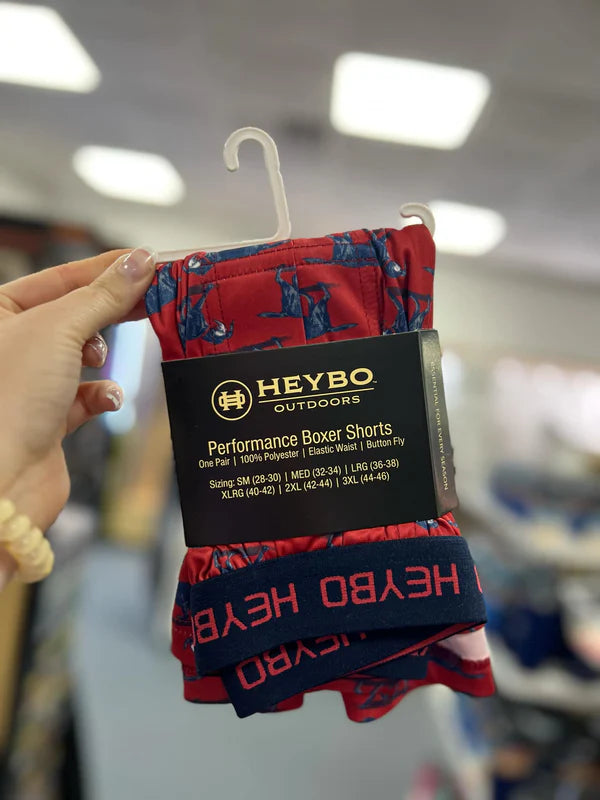 HEYBO
OUTDOORS
ESSENTIAL FOR EVERY SEASON
Performance Boxer Shorts
One Pair | 100% Polyester | Elastic Waist | Button Fly
Sizing: SM (28-30) | MED (32-34) | LRG (36-38)
XLRG (40-42) | 2XL (42-44) | 3XL (44-46)
HEYBO HEYBO
HEYBO